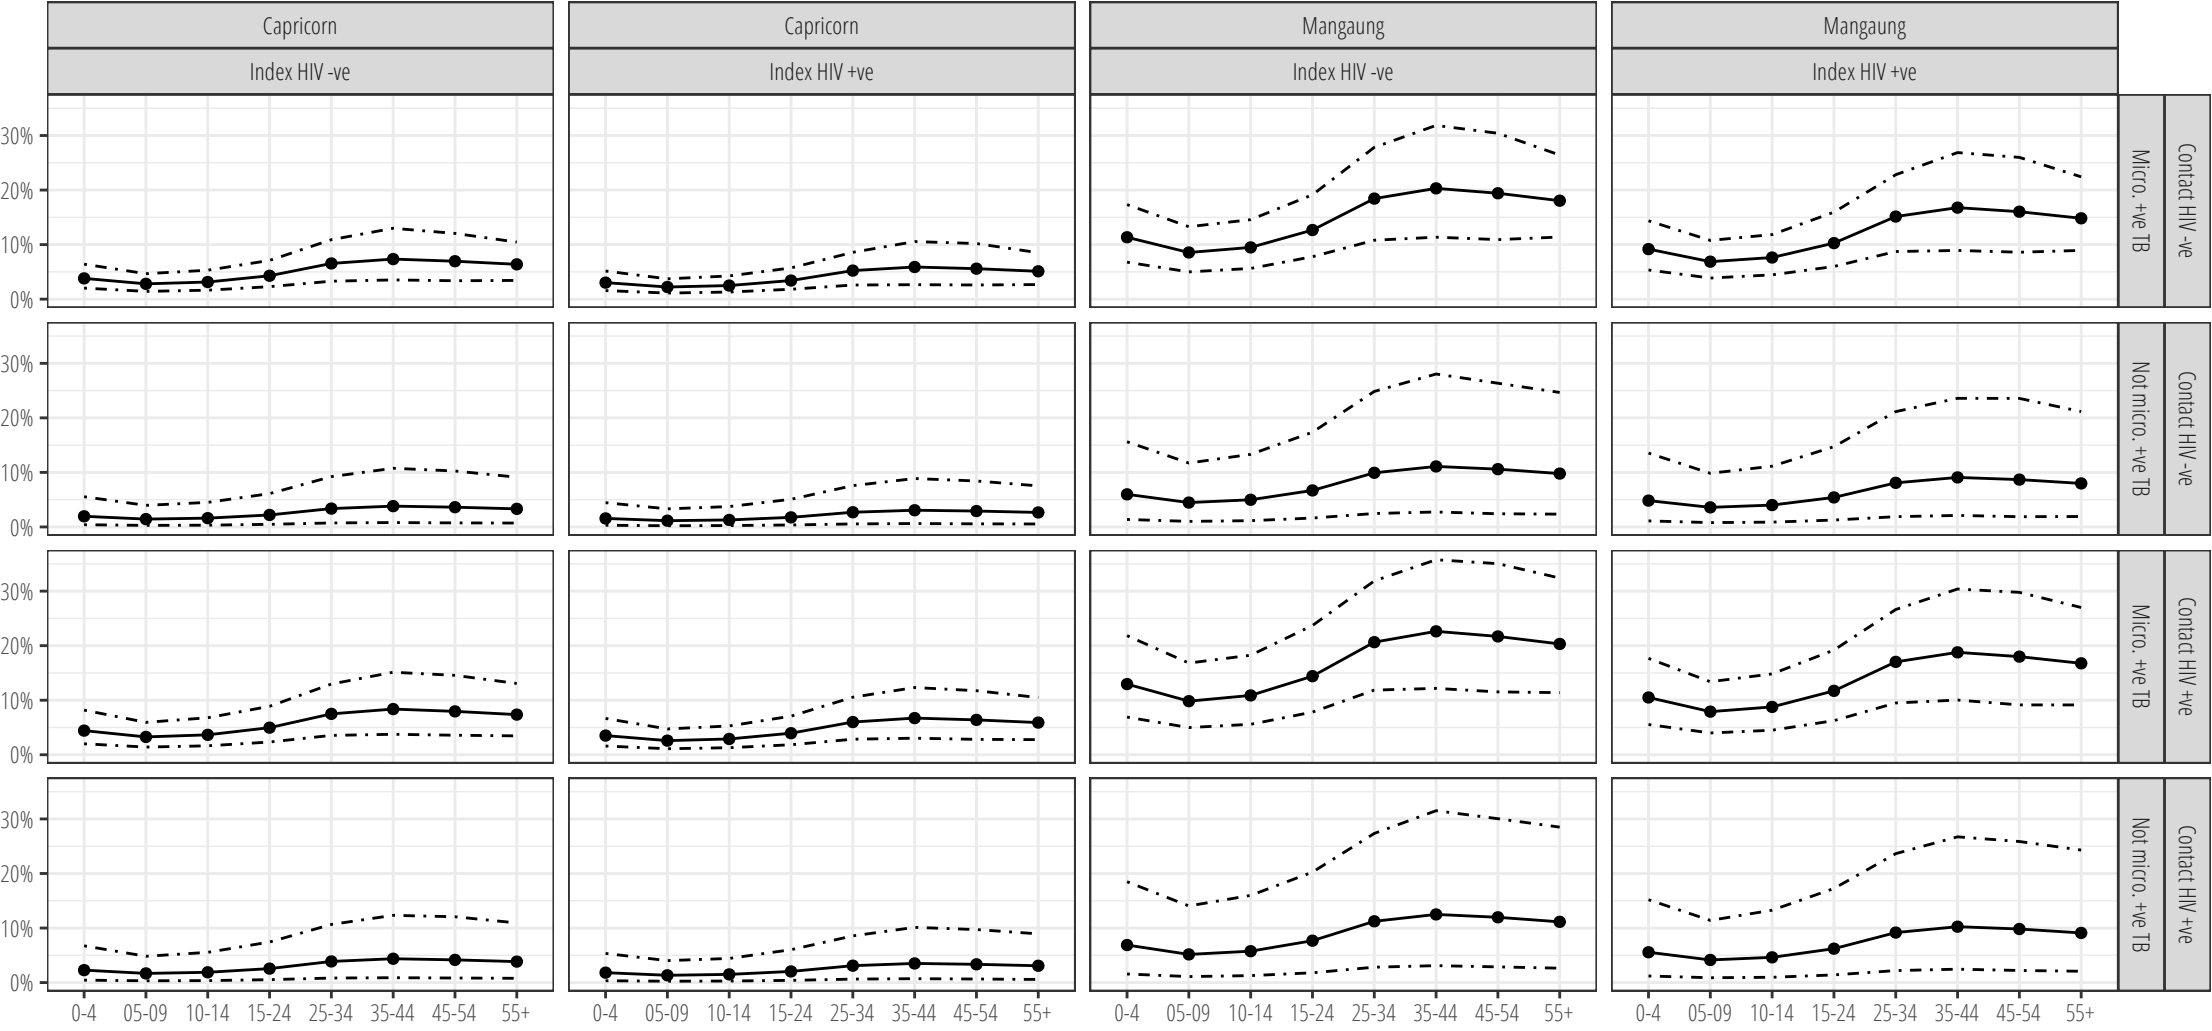 Capricorn
Capricorn
Mangaung
Mangaung
Index HIV -ve
Index HIV +ve
Index HIV -ve
Index HIV +ve
30%
20%
10%
0%
Micro. +ve TB
Contact HIV -ve
30%
20%
10%
0%
Not micro. +ve TB
Contact HIV -ve
30%
20%
10%
0%
Micro. +ve TB
Contact HIV +ve
30%
20%
10%
0%
Not micro. +ve TB
Contact HIV +ve
0-4 05-09 10-14 15-24 25-34 35-44 45-54 55+
0-4 05-09 10-14 15-24 25-34 35-44 45-54 55+
0-4 05-09 10-14 15-24 25-34 35-44 45-54 55+
0-4 05-09 10-14 15-24 25-34 35-44 45-54 55+